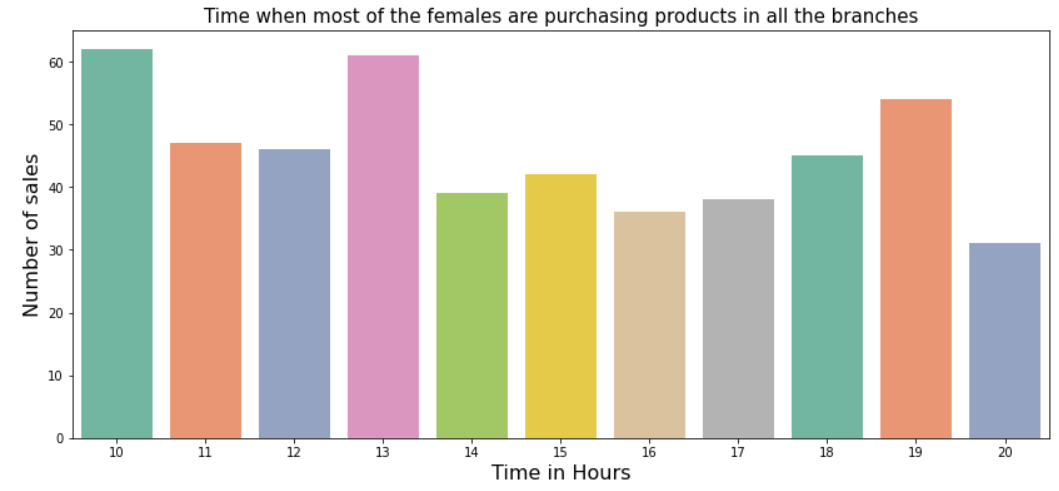 Time when most of the females are purchasing products in all the branches
Number of sales
60
50
40
30
20
10
0
10 11 12 13 14 15 16 17 18 19 20
Time in Hours